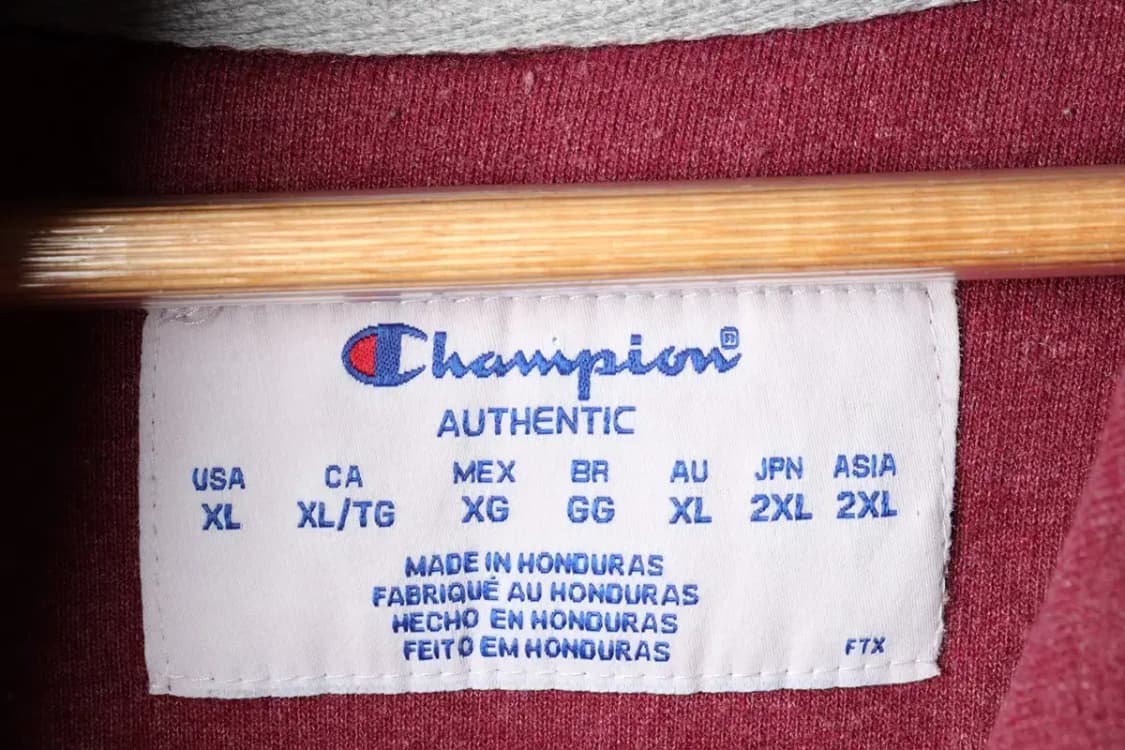 Champion®
AUTHENTIC
USA CA MEX BR AU JPN ASIA
XL XL/TG XG GG XL 2XL 2XL
MADE IN HONDURAS
FABRIQUÉ AU HONDURAS
HECHO EN HONDURAS
FEITO EM HONDURAS
FTX